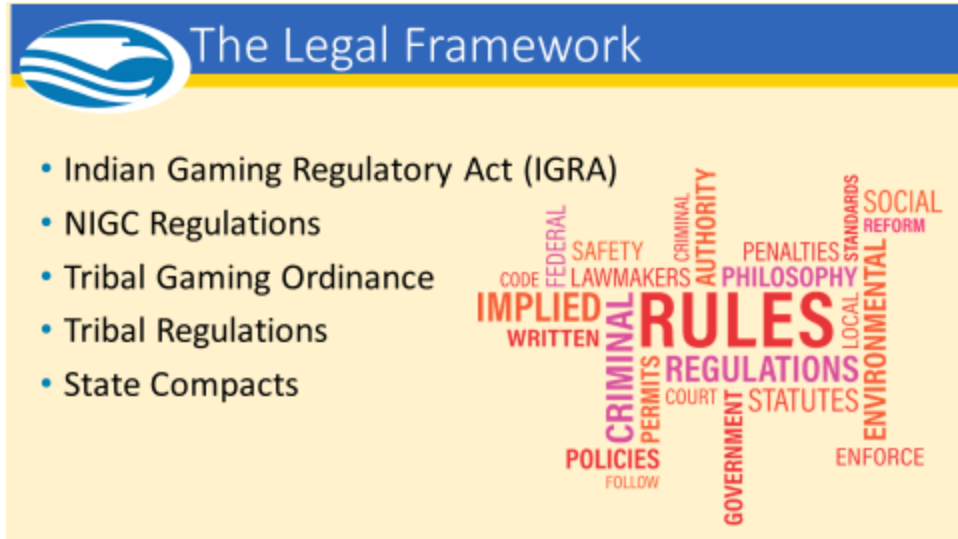 The Legal Framework
• Indian Gaming Regulatory Act (IGRA)
• NIGC Regulations
• Tribal Gaming Ordinance
• Tribal Regulations
• State Compacts
FEDERAL
CRIMINAL
AUTHORITY
STANDARDS
SOCIAL
REFORM
SAFETY
PENALTIES
CODE
LAWMAKERS
PHILOSOPHY
IMPLIED
CRIMINAL
RULES
LOCAL
ENVIRONMENTAL
WRITTEN
PERMITS
REGULATIONS
COURT
GOVERNMENT
STATUTES
POLICIES
ENFORCE
FOLLOW